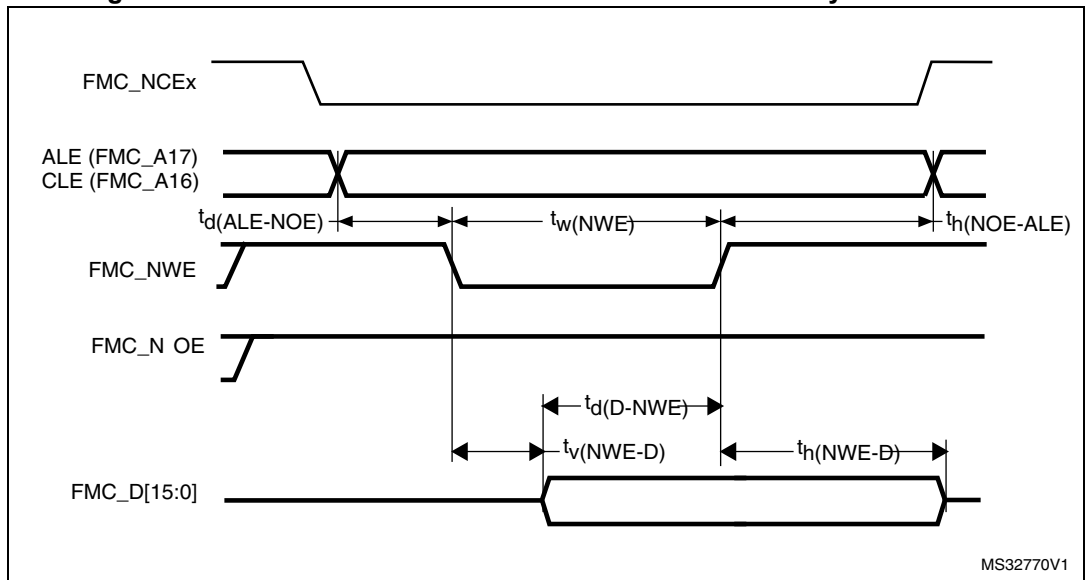 FMC_NCEx
ALE (FMC_A17)
CLE (FMC_A16)
td(ALE-NOE)
tw(NWE)
th(NOE-ALE)
FMC_NWE
FMC_N OE
td(D-NWE)
tv(NWE-D)
th(NWE-D)
FMC_D[15:0]
MS32770V1